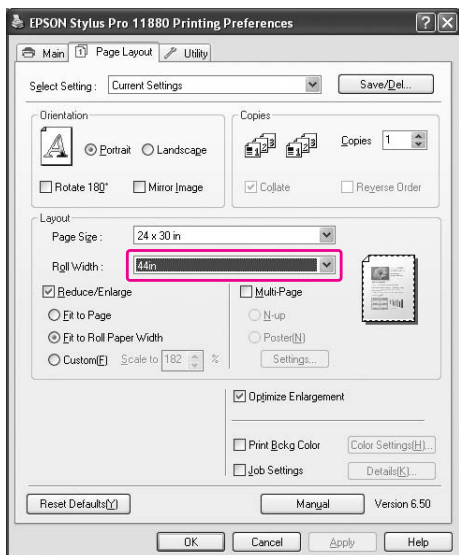 EPSON Stylus Pro 11880 Printing Preferences
Main Page Layout Utility
Select Setting : Current Settings Save/Del...
Orientation
Portrait Landscape
Rotate 180° Mirror Image
Copies
Copies 1
Collate Reverse Order
Layout
Page Size : 24 x 30 in
Roll Width : 44in
Reduce/Enlarge
Fit to Page
Fit to Roll Paper Width
Custom(F) Scale to 182 %
Multi-Page
N-up
Poster(N)
Settings...
Optimize Enlargement
Print Bckg Color Color Settings(H)...
Job Settings Details(K)...
Reset Defaults(Y) Manual Version 6.50
OK Cancel Apply Help